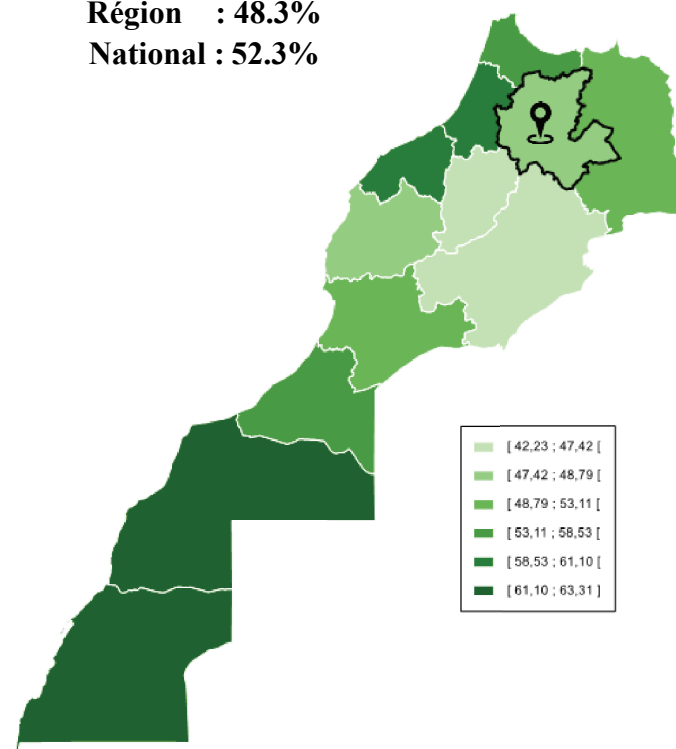 Région : 48.3%
National : 52.3%
[ 42,23 ; 47,42 [
[ 47,42 ; 48,79 [
[ 48,79 ; 53,11 [
[ 53,11 ; 58,53 [
[ 58,53 ; 61,10 [
[ 61,10 ; 63,31 ]